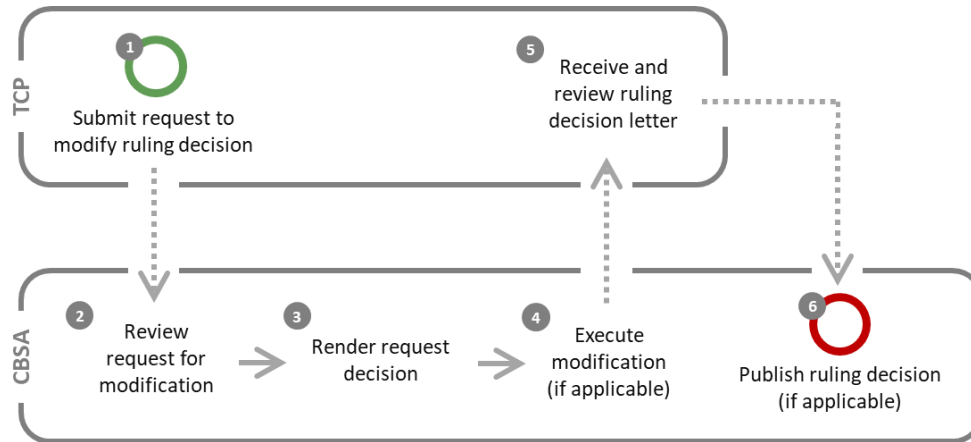 TCP
1
Submit request to
modify ruling decision
5
Receive and
review ruling
decision letter
CBSA
2
Review
request for
modification
3
Render request
decision
4
Execute
modification
(if applicable)
6
Publish ruling decision
(if applicable)